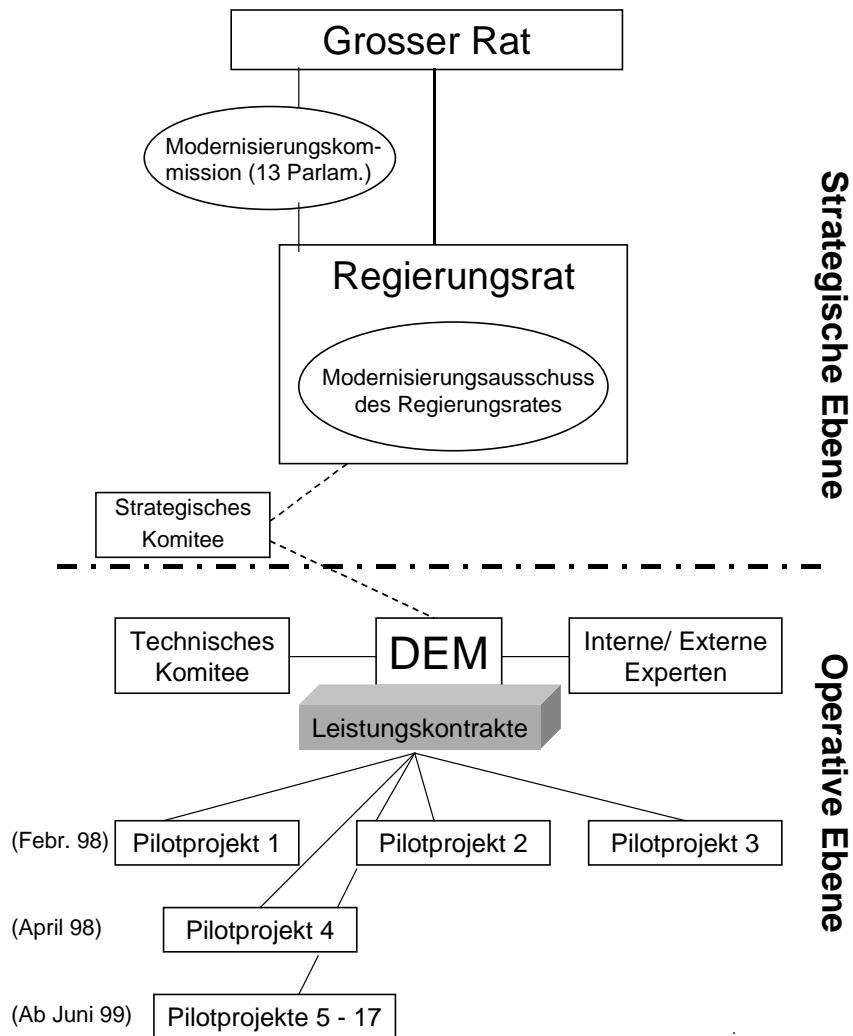 Grosser Rat
Modernisierungskom-
mission (13 Parlam.)
Regierungsrat
Modernisierungsausschuss
des Regierungsrates
Strategisches
Komitee
Strategische Ebene
Technisches
Komitee
DEM
Interne/ Externe
Experten
Leistungskontrakte
Operative Ebene
(Febr. 98)
Pilotprojekt 1
Pilotprojekt 2
Pilotprojekt 3
(April 98)
Pilotprojekt 4
(Ab Juni 99)
Pilotprojekte 5 - 17